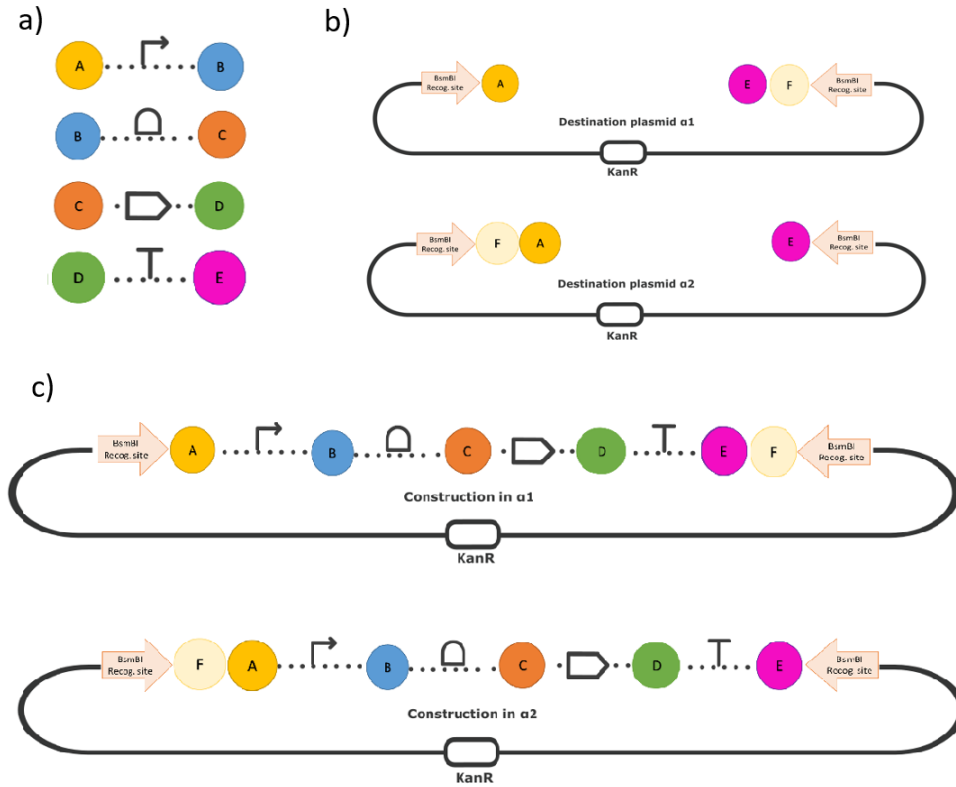 a)
A B
B C
C D
D E
b)
BsmBI
Recog. site
A
E F
BsmBI
Recog. site
Destination plasmid α1
KanR
BsmBI
Recog. site
F A
E
BsmBI
Recog. site
Destination plasmid α2
KanR
c)
BsmBI
Recog. site
A B C D E F
BsmBI
Recog. site
Construction in α1
KanR
BsmBI
Recog. site
F A B C D E
BsmBI
Recog. site
Construction in α2
KanR